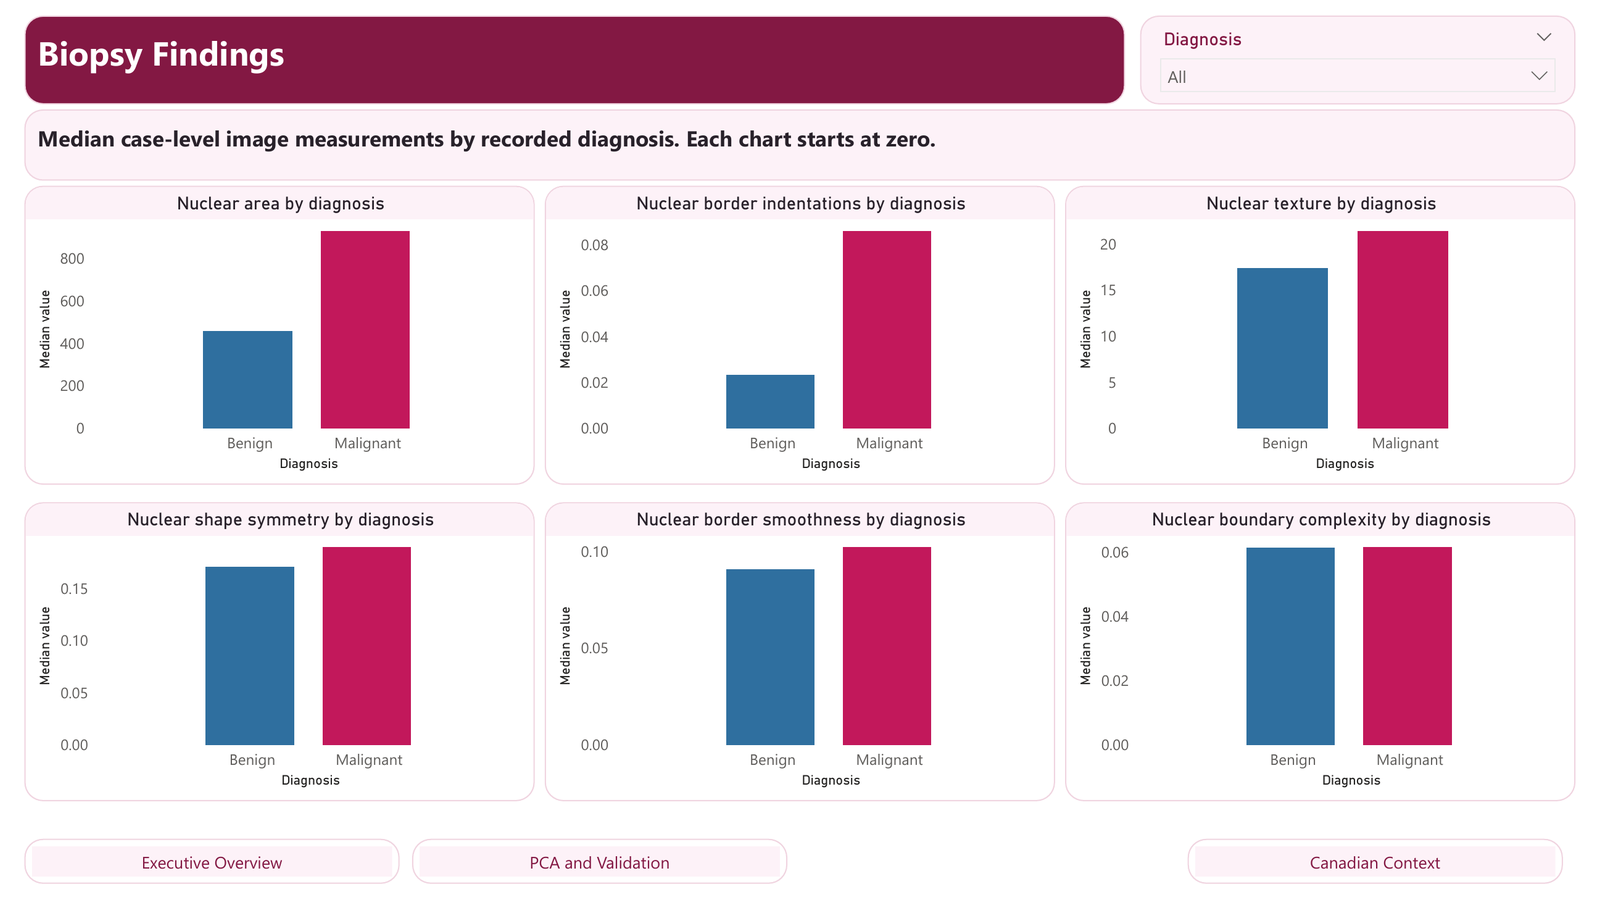 Biopsy Findings
Diagnosis
All
Median case-level image measurements by recorded diagnosis. Each chart starts at zero.
Nuclear area by diagnosis
Median value
800
600
400
200
0
Benign
Malignant
Diagnosis
Nuclear border indentations by diagnosis
Median value
0.08
0.06
0.04
0.02
0.00
Benign
Malignant
Diagnosis
Nuclear texture by diagnosis
Median value
20
15
10
5
0
Benign
Malignant
Diagnosis
Nuclear shape symmetry by diagnosis
Median value
0.15
0.10
0.05
0.00
Benign
Malignant
Diagnosis
Nuclear border smoothness by diagnosis
Median value
0.10
0.05
0.00
Benign
Malignant
Diagnosis
Nuclear boundary complexity by diagnosis
Median value
0.06
0.04
0.02
0.00
Benign
Malignant
Diagnosis
Executive Overview
PCA and Validation
Canadian Context